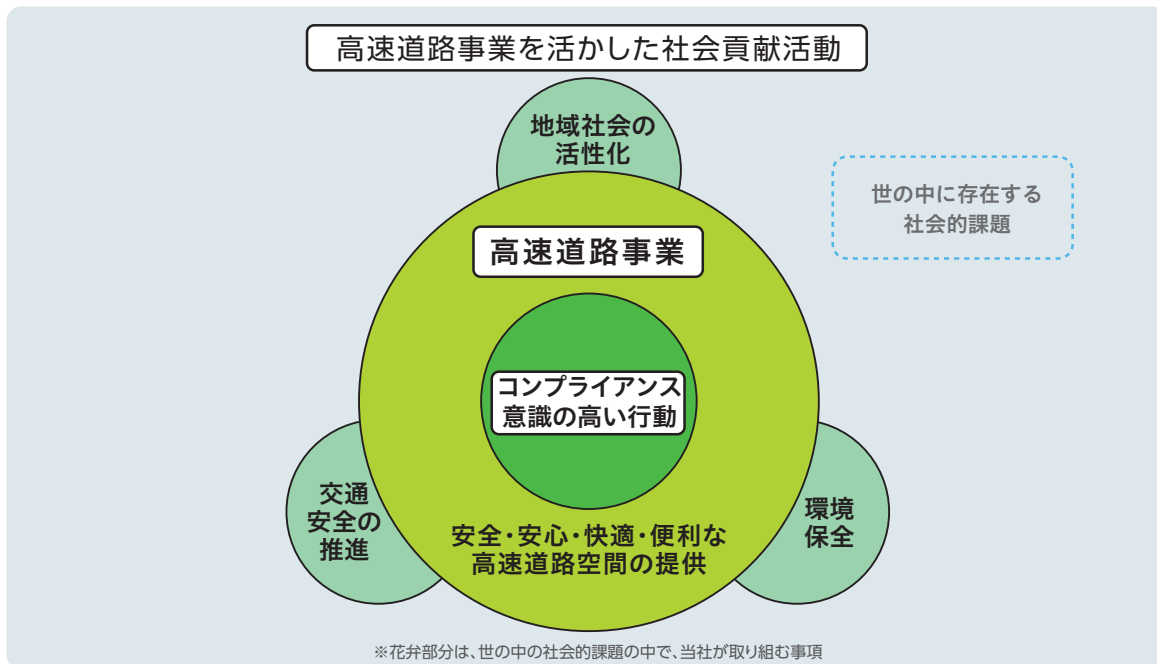 高速道路事業を活かした社会貢献活動
地域社会の
活性化
世の中に存在する
社会的課題
高速道路事業
コンプライアンス
意識の高い行動
交通
安全の
推進
環境
保全
安全・安心・快適・便利な
高速道路空間の提供
※花弁部分は、世の中の社会的課題の中で、当社が取り組む事項